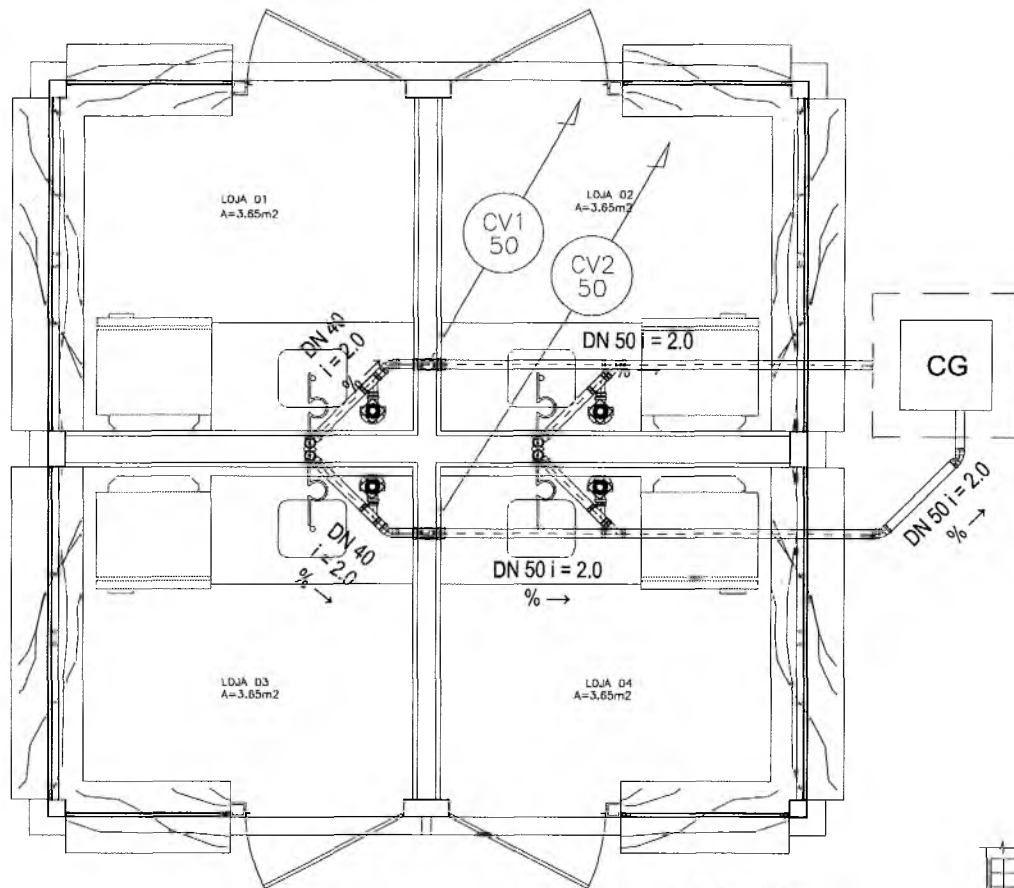 LOJA 01
A=3.65m2
LOJA 02
A=3.65m2
CV1
50
CV2
50
DN 40
i = 2.0
% →
DN 50 i = 2.0
% →
CG
DN 50 i = 2.0
% →
DN 40
i = 2.0
% →
DN 50 i = 2.0
% →
LOJA 03
A=3.65m2
LOJA 04
A=3.65m2